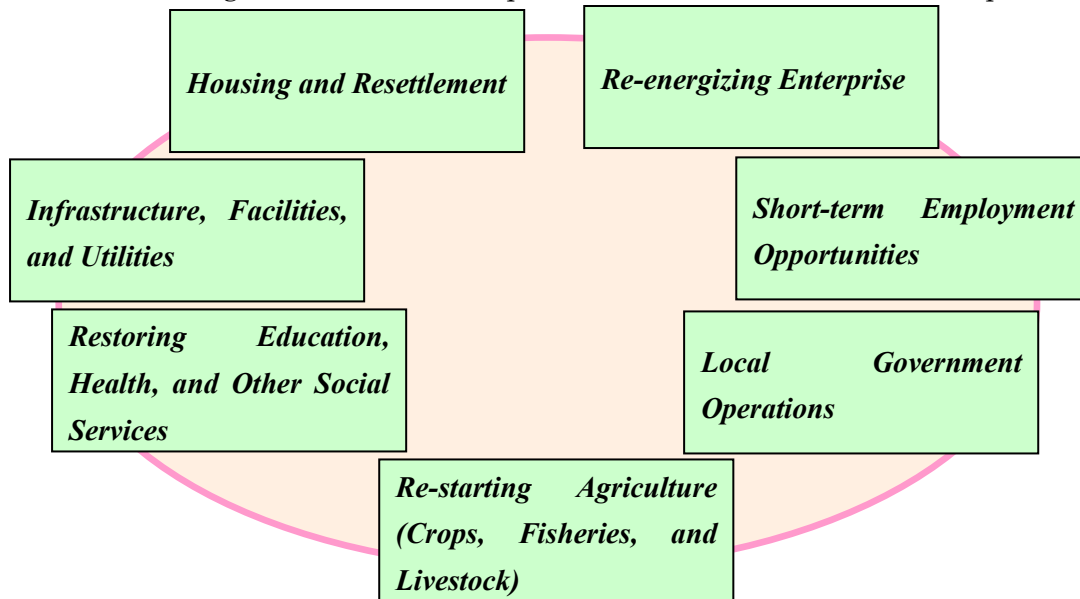 Housing and Resettlement
Re-energizing Enterprise
Infrastructure, Facilities,
and Utilities
Short-term Employment
Opportunities
Restoring Education,
Health, and Other Social
Services
Local Government
Operations
Re-starting Agriculture
(Crops, Fisheries, and
Livestock)